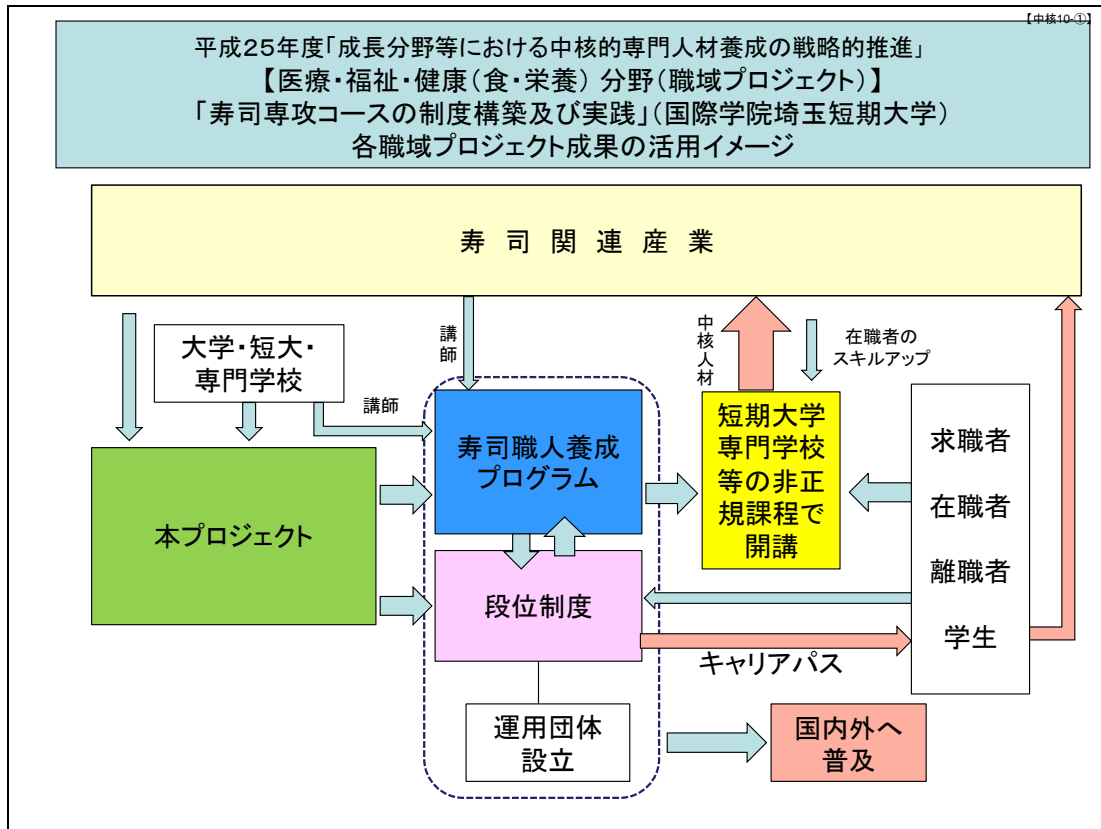 【中核10-①】
平成25年度「成長分野等における中核的専門人材養成の戦略的推進」
【医療・福祉・健康(食・栄養) 分野(職域プロジェクト)】
「寿司専攻コースの制度構築及び実践」(国際学院埼玉短期大学)
各職域プロジェクト成果の活用イメージ
寿司関連産業
大学・短大・
専門学校
講師
講師
中核人材
在職者の
スキルアップ
本プロジェクト
寿司職人養成
プログラム
短期大学
専門学校
等の非正
規課程で
開講
求職者
在職者
離職者
学生
段位制度
キャリアパス
運用団体
設立
国内外へ
普及